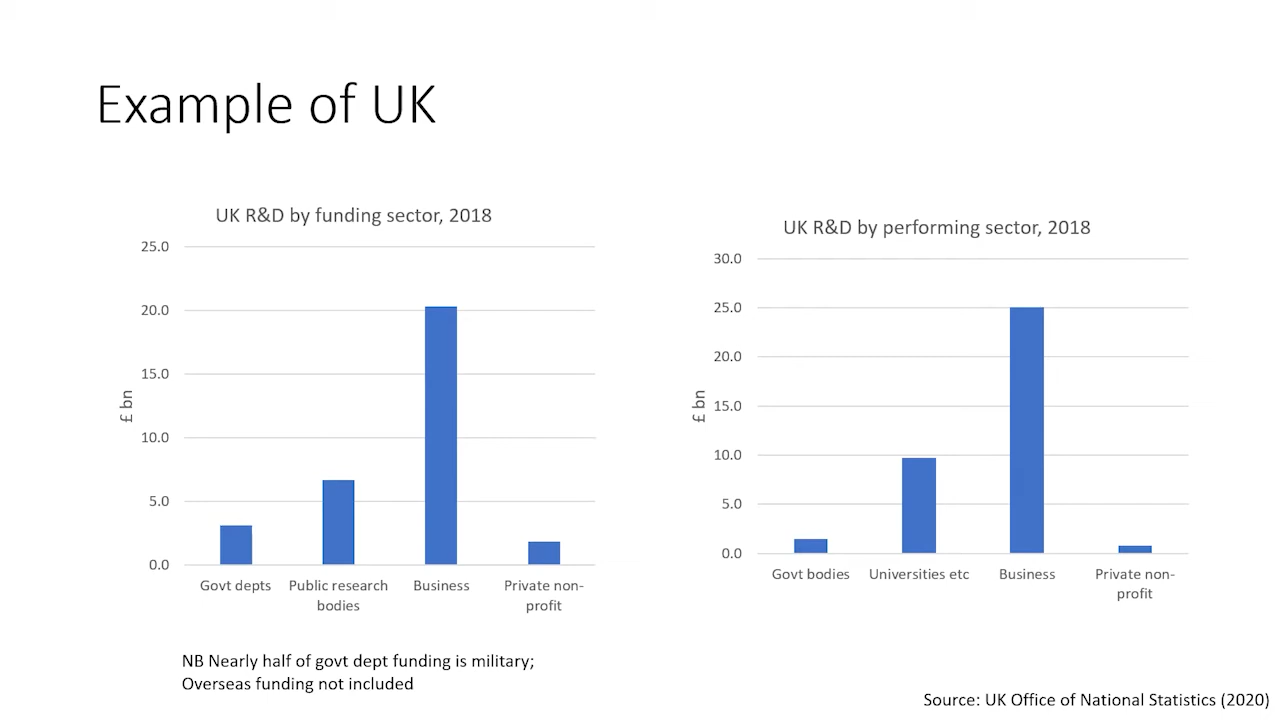 Example of UK
UK R&D by funding sector, 2018
25.0
20.0
15.0
10.0
5.0
0.0
£ bn
Govt depts
Public research
bodies
Business
Private non-
profit
NB Nearly half of govt dept funding is military;
Overseas funding not included
UK R&D by performing sector, 2018
30.0
25.0
20.0
15.0
10.0
5.0
0.0
£ bn
Govt bodies
Universities etc
Business
Private non-
profit
Source: UK Office of National Statistics (2020)